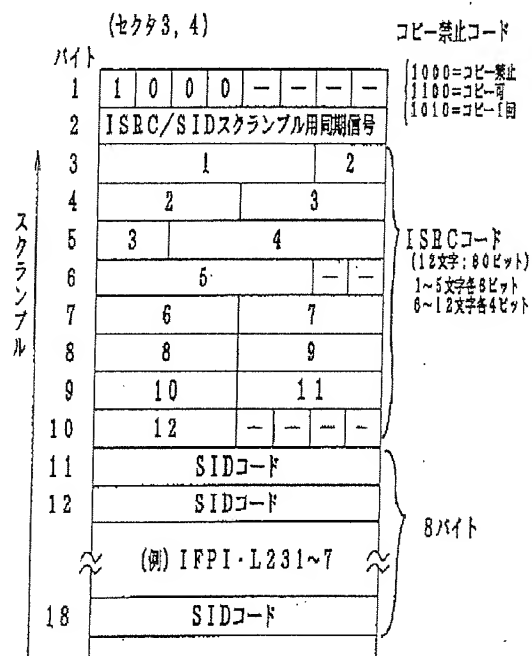 (セクタ3, 4)
コピー禁止コード
バイト
1 1 0 0 0 — — — —
1000=コピー禁止
1100=コピー可
1010=コピー1回
2 ISRC/SIDスクランブル用同期信号
3 1 2
4 2 3
5 3 4
6 5 — —
7 6 7
8 8 9
9 10 11
10 12 — — — —
スクランブル
ISRCコード
(12文字;60ビット)
1~5文字各6ビット
6~12文字各4ビット
11 SIDコード
12 SIDコード
(例) IFPI・L231~7
18 SIDコード
8バイト